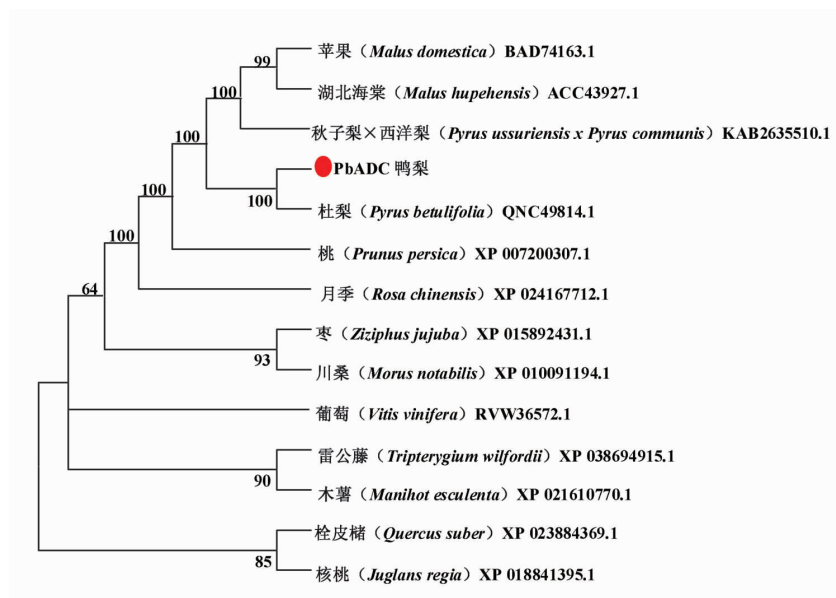 苹果（Malus domestica）BAD74163.1
99
湖北海棠（Malus hupehensis）ACC43927.1
100
秋子梨×西洋梨（Pyrus ussuriensis x Pyrus communis）KAB2635510.1
100
PbADC 鸭梨
100
100
杜梨（Pyrus betulifolia）QNC49814.1
100
桃（Prunus persica）XP 007200307.1
64
月季（Rosa chinensis）XP 024167712.1
枣（Ziziphus jujuba）XP 015892431.1
93
川桑（Morus notabilis）XP 010091194.1
葡萄（Vitis vinifera）RVW36572.1
雷公藤（Tripterygium wilfordii）XP 038694915.1
90
木薯（Manihot esculenta）XP 021610770.1
栓皮槠（Quercus suber）XP 023884369.1
85
核桃（Juglans regia）XP 018841395.1